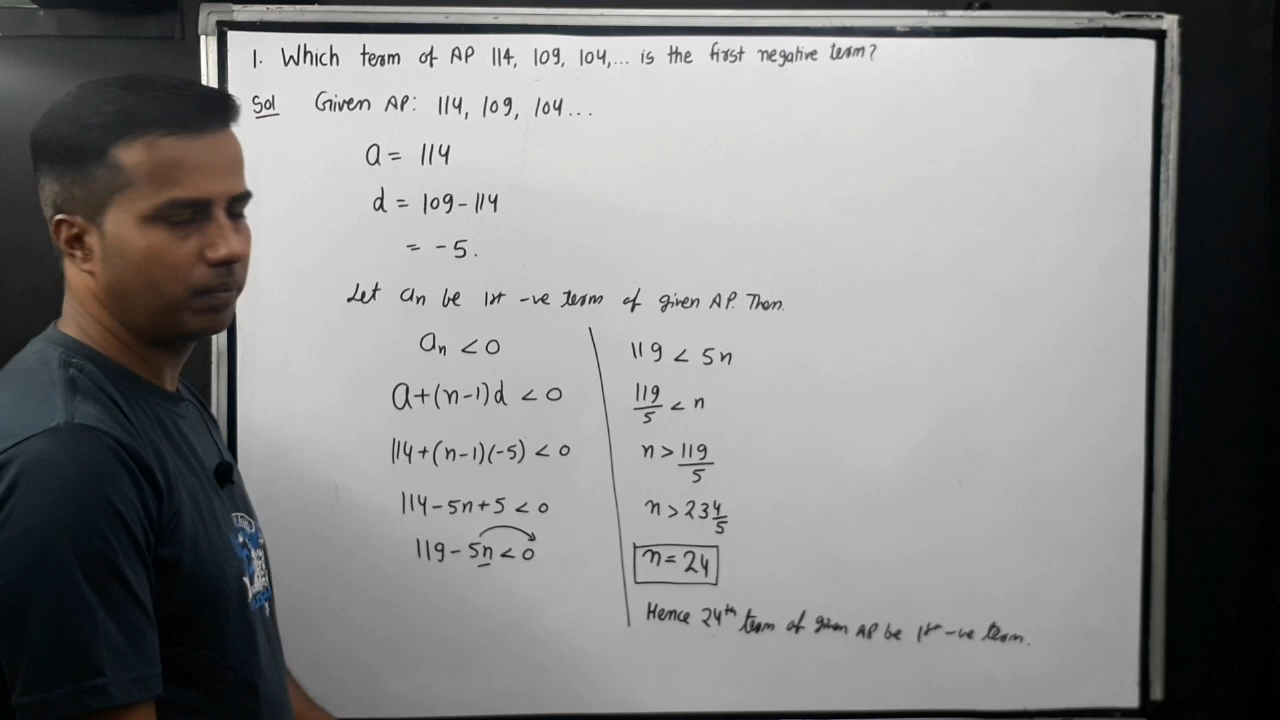 1. Which term of AP 114, 109, 104,... is the first negative term?
Sol Given AP: 114, 109, 104...
a = 114
d = 109-114
= -5.
Let an be 1st -ve term of given AP. Then.
an < 0
a+(n-1)d < 0
114+(n-1)(-5) < 0
114-5n+5 < 0
119-5n < 0
119 < 5n
119/5 < n
n > 119/5
n > 23 4/5
n = 24
Hence 24th term of given AP be 1st -ve term.